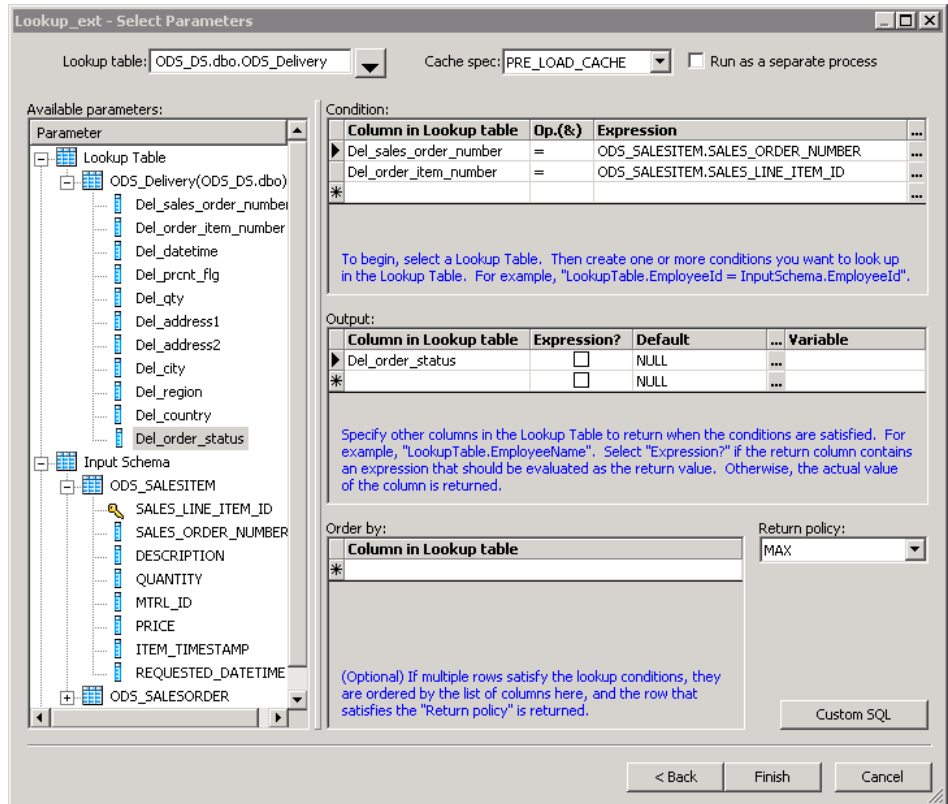 Lookup_ext - Select Parameters
Lookup table: ODS_DS.dbo.ODS_Delivery Cache spec: PRE_LOAD_CACHE Run as a separate process
Available parameters:
Parameter
Lookup Table
ODS_Delivery(ODS_DS.dbo)
Del_sales_order_number
Del_order_item_number
Del_datetime
Del_prcnt_flg
Del_qty
Del_address1
Del_address2
Del_city
Del_region
Del_country
Del_order_status
Input Schema
ODS_SALESITEM
SALES_LINE_ITEM_ID
SALES_ORDER_NUMBER
DESCRIPTION
QUANTITY
MTRL_ID
PRICE
ITEM_TIMESTAMP
REQUESTED_DATETIME
ODS_SALESORDER
Condition:
Column in Lookup table Op.(&) Expression ...
Del_sales_order_number = ODS_SALESITEM.SALES_ORDER_NUMBER ...
Del_order_item_number = ODS_SALESITEM.SALES_LINE_ITEM_ID ...
...
To begin, select a Lookup Table. Then create one or more conditions you want to look up
in the Lookup Table. For example, "LookupTable.EmployeeId = InputSchema.EmployeeId".
Output:
Column in Lookup table Expression? Default ... Variable
Del_order_status NULL ...
NULL ...
Specify other columns in the Lookup Table to return when the conditions are satisfied. For
example, "LookupTable.EmployeeName". Select "Expression?" if the return column contains
an expression that should be evaluated as the return value. Otherwise, the actual value
of the column is returned.
Order by:
Column in Lookup table
(Optional) If multiple rows satisfy the lookup conditions, they
are ordered by the list of columns here, and the row that
satisfies the "Return policy" is returned.
Return policy:
MAX
Custom SQL
< Back Finish Cancel